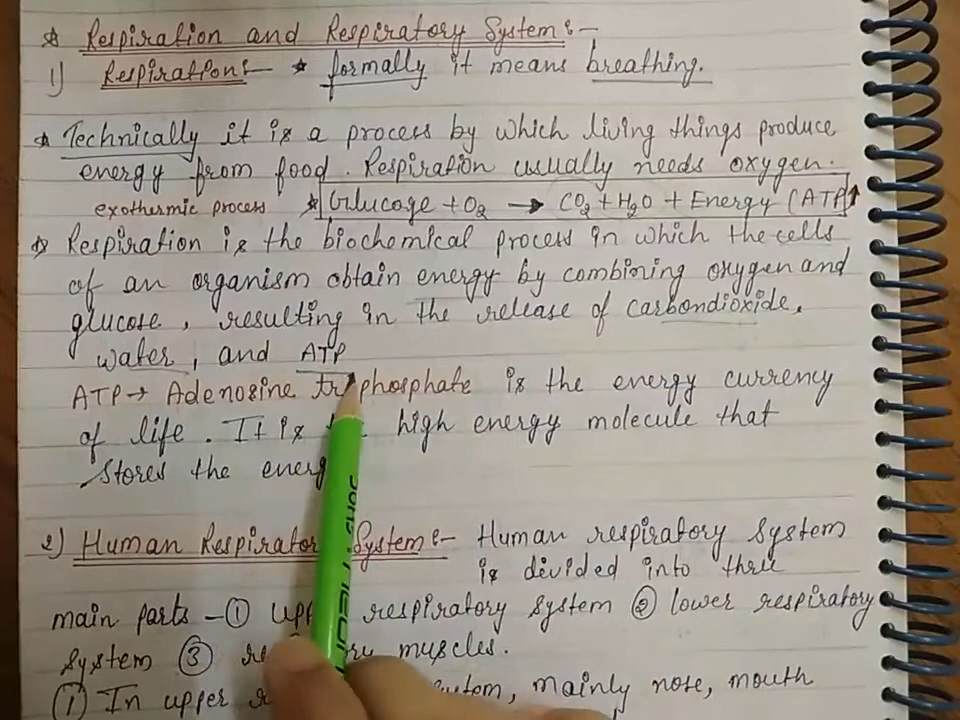 ☆ Respiration and Respiratory System :-
1) Respiration :- ★ formally it means breathing.
★ Technically it is a process by which living things produce
energy from food. Respiration usually needs oxygen.
exothermic process ★ Glucose + O2 → CO2 + H2O + Energy (ATP)↑
☆ Respiration is the biochemical process in which the cells
of an organism obtain energy by combining oxygen and
glucose, resulting in the release of carbondioxide,
water, and ATP
ATP → Adenosine triphosphate is the energy currency
of life. It is high energy molecule that
stores the
2) Human System :- Human respiratory System
is divided into three
main parts - ① respiratory system ② lower respiratory
system ③ muscles.
① In upper mainly nose, mouth